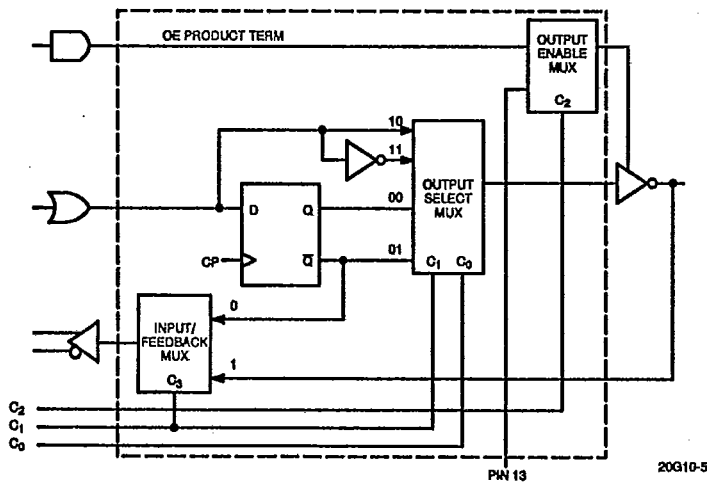 OE PRODUCT TERM
OUTPUT
ENABLE
MUX
C2
10
11
OUTPUT
SELECT
MUX
C1 C0
D Q
00
CP
Q̅
01
0
INPUT/
FEEDBACK
MUX
C3
1
C2
C1
C0
PIN 13
20G10-5